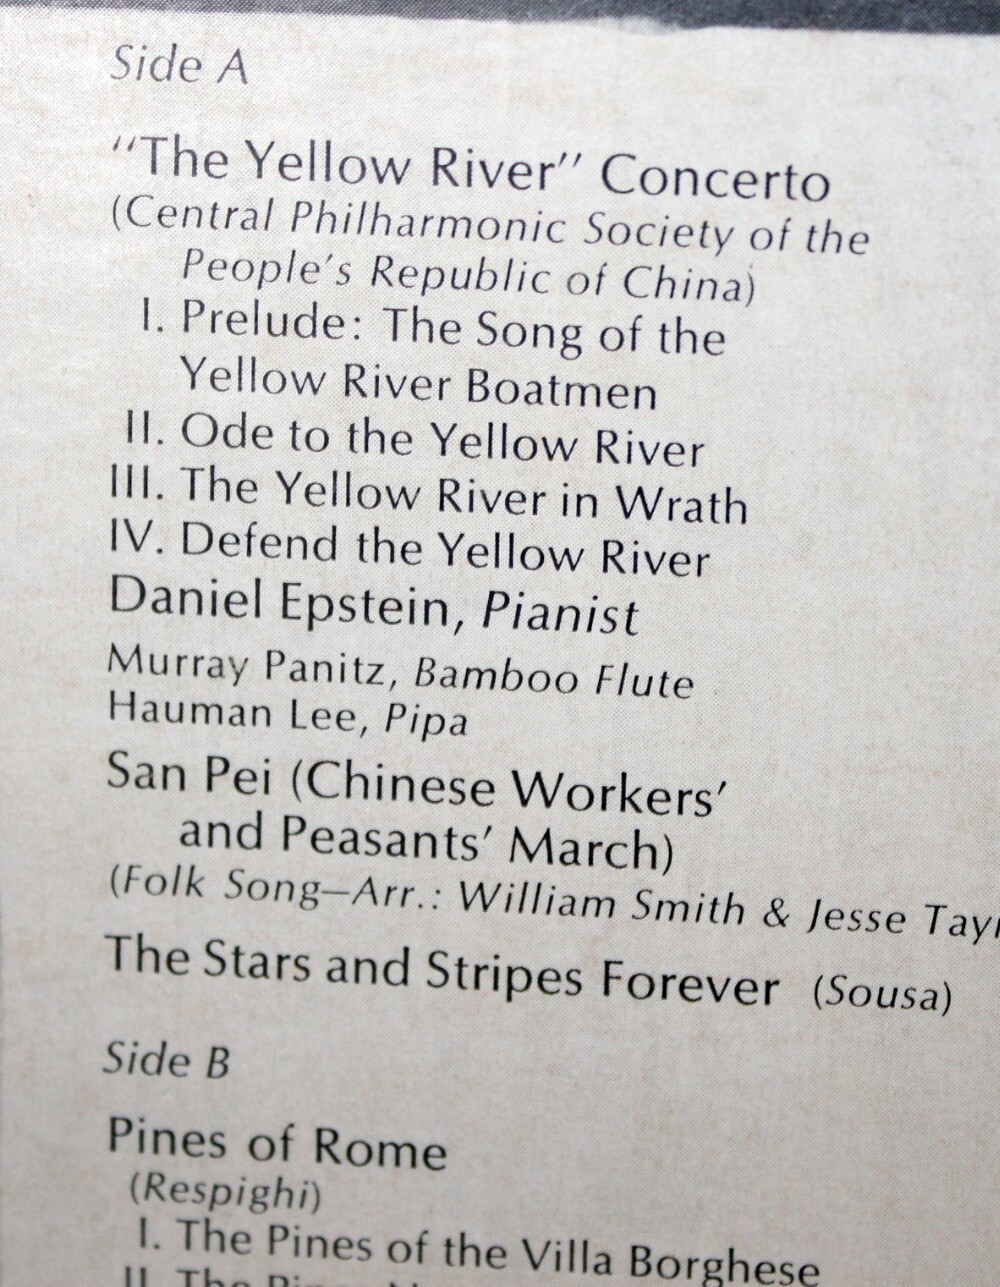 Side A
"The Yellow River" Concerto
(Central Philharmonic Society of the
People's Republic of China)
I. Prelude: The Song of the
Yellow River Boatmen
II. Ode to the Yellow River
III. The Yellow River in Wrath
IV. Defend the Yellow River
Daniel Epstein, Pianist
Murray Panitz, Bamboo Flute
Hauman Lee, Pipa
San Pei (Chinese Workers'
and Peasants' March)
(Folk Song—Arr.: William Smith & Jesse
The Stars and Stripes Forever (Sousa)
Side B
Pines of Rome
(Respighi)
I. The Pines of the Villa Borghese
II. The